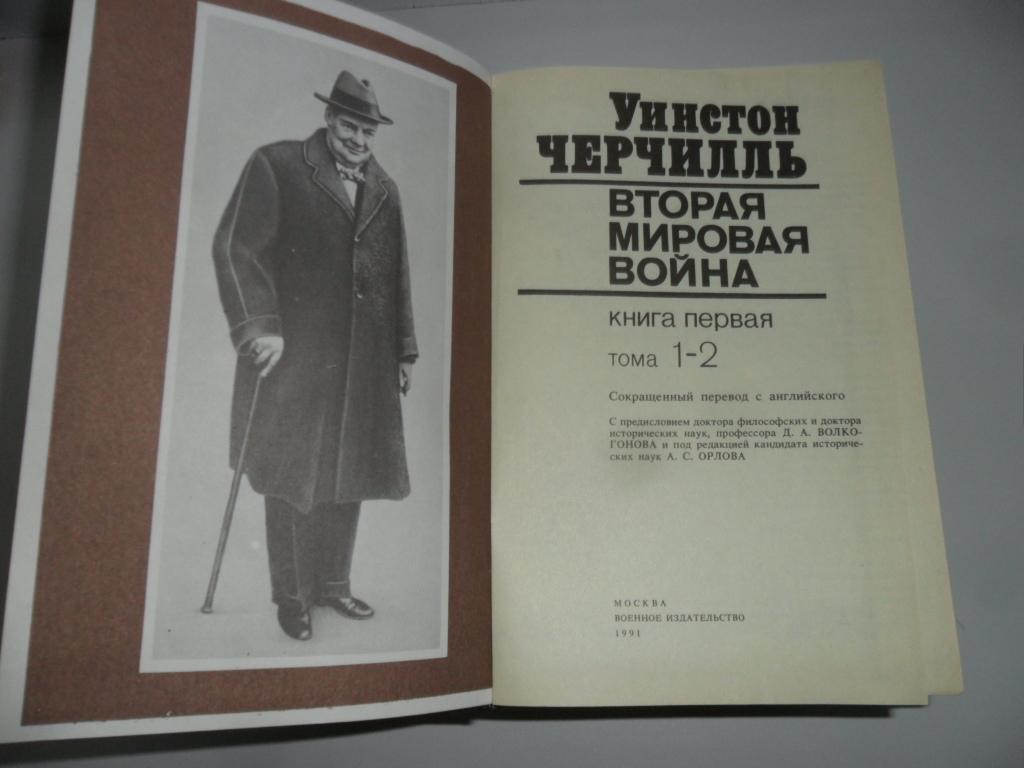 Уинстон
ЧЕРЧИЛЛЬ
ВТОРАЯ
МИРОВАЯ
ВОЙНА
книга первая
тома 1-2
Сокращенный перевод с английского
С предисловием доктора философских и доктора
исторических наук, профессора Д. А. ВОЛКО-
ГОНОВА и под редакцией кандидата историче-
ских наук А. С. ОРЛОВА
МОСКВА
ВОЕННОЕ ИЗДАТЕЛЬСТВО
1991